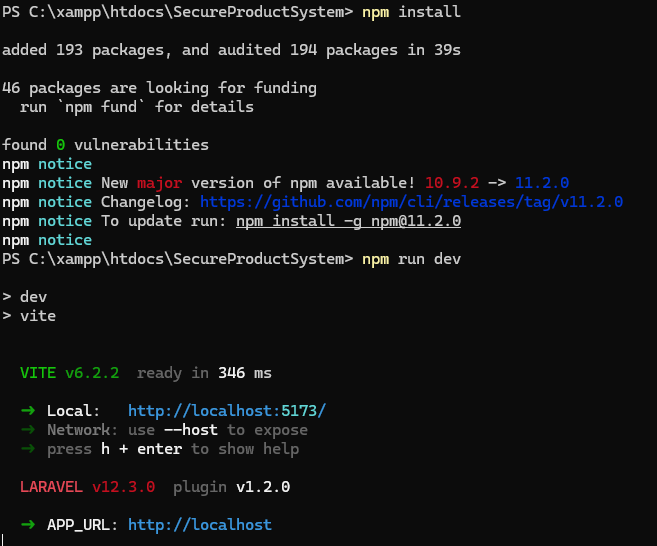 PS C:\xampp\htdocs\SecureProductSystem> npm install
added 193 packages, and audited 194 packages in 39s
46 packages are looking for funding
  run `npm fund` for details
found 0 vulnerabilities
npm notice
npm notice New major version of npm available! 10.9.2 -> 11.2.0
npm notice Changelog: https://github.com/npm/cli/releases/tag/v11.2.0
npm notice To update run: npm install -g npm@11.2.0
npm notice
PS C:\xampp\htdocs\SecureProductSystem> npm run dev
> dev
> vite
  VITE v6.2.2  ready in 346 ms
  ➜  Local:   http://localhost:5173/
  ➜  Network: use --host to expose
  ➜  press h + enter to show help
  LARAVEL v12.3.0  plugin v1.2.0
  ➜  APP_URL: http://localhost